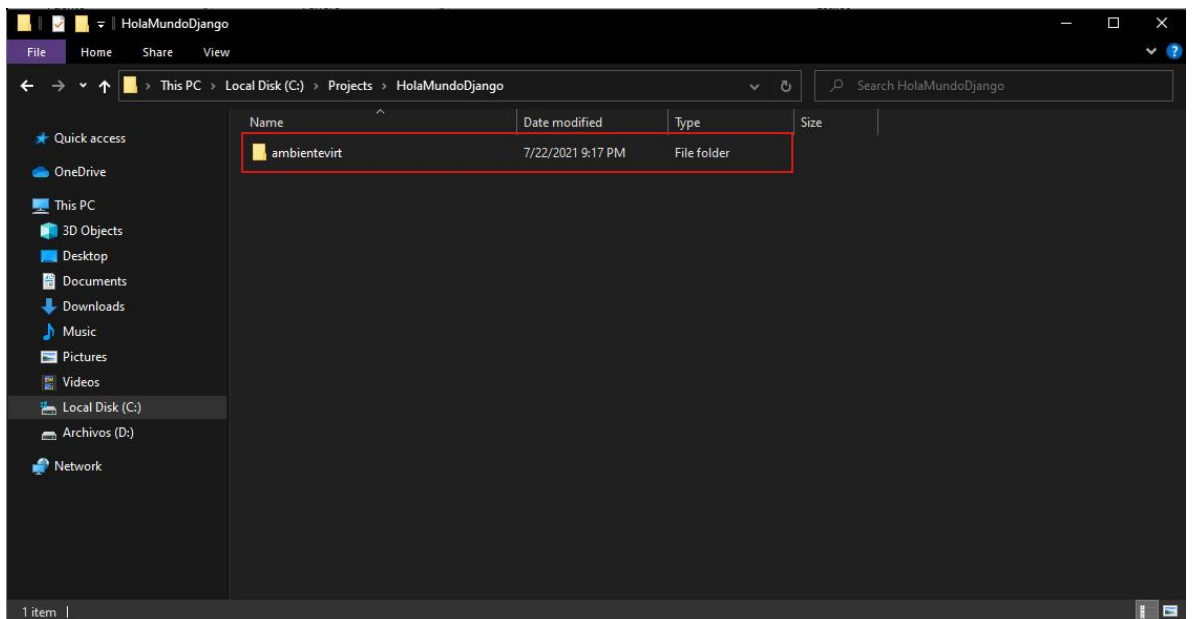 HolaMundoDjango
File Home Share View
This PC Local Disk (C:) Projects HolaMundoDjango Search HolaMundoDjango
Name Date modified Type Size
ambientevirt 7/22/2021 9:17 PM File folder
Quick access
OneDrive
This PC
3D Objects
Desktop
Documents
Downloads
Music
Pictures
Videos
Local Disk (C:)
Archivos (D:)
Network
1 item